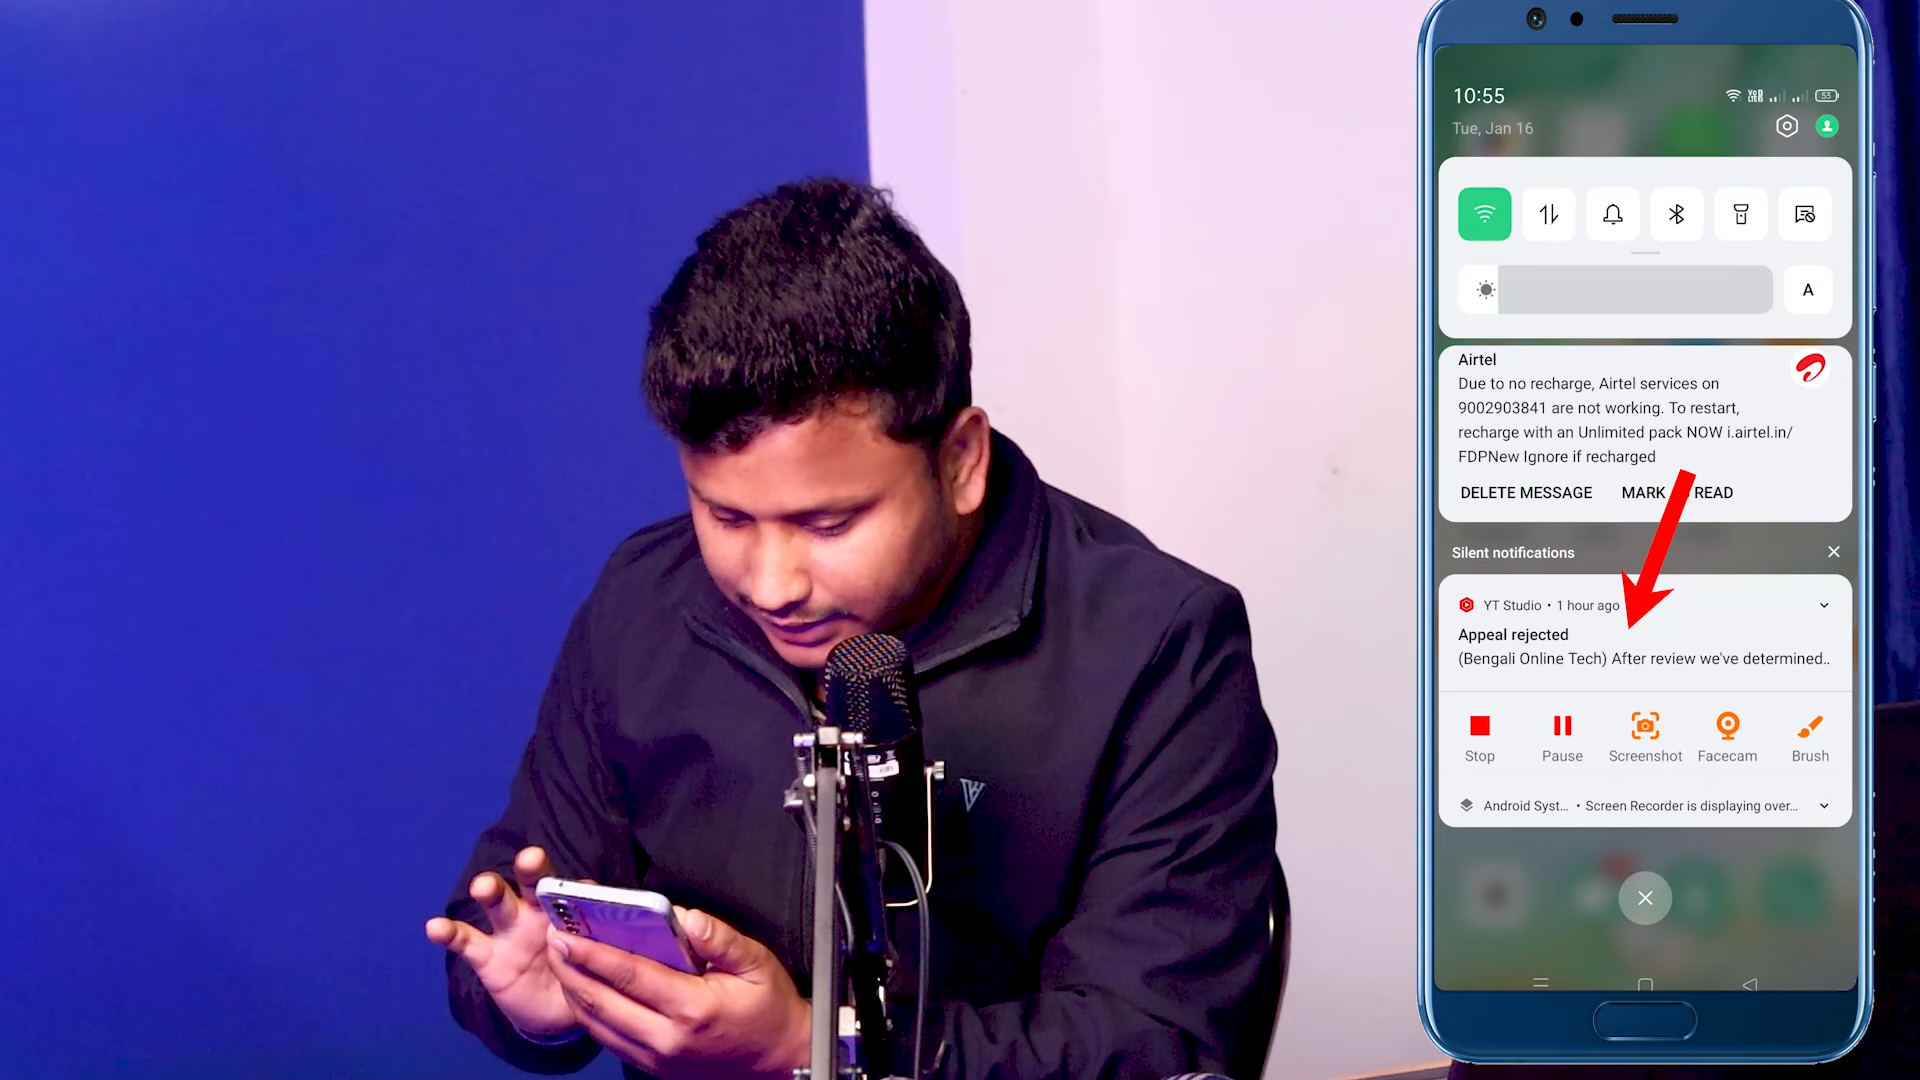 10:55
Vo LTE
53
Tue, Jan 16
A
Airtel
Due to no recharge, Airtel services on
9002903841 are not working. To restart,
recharge with an Unlimited pack NOW i.airtel.in/
FDPNew Ignore if recharged
DELETE MESSAGE MARK READ
Silent notifications
YT Studio • 1 hour ago
Appeal rejected
(Bengali Online Tech) After review we've determined..
Stop Pause Screenshot Facecam Brush
Android Syst... • Screen Recorder is displaying over...